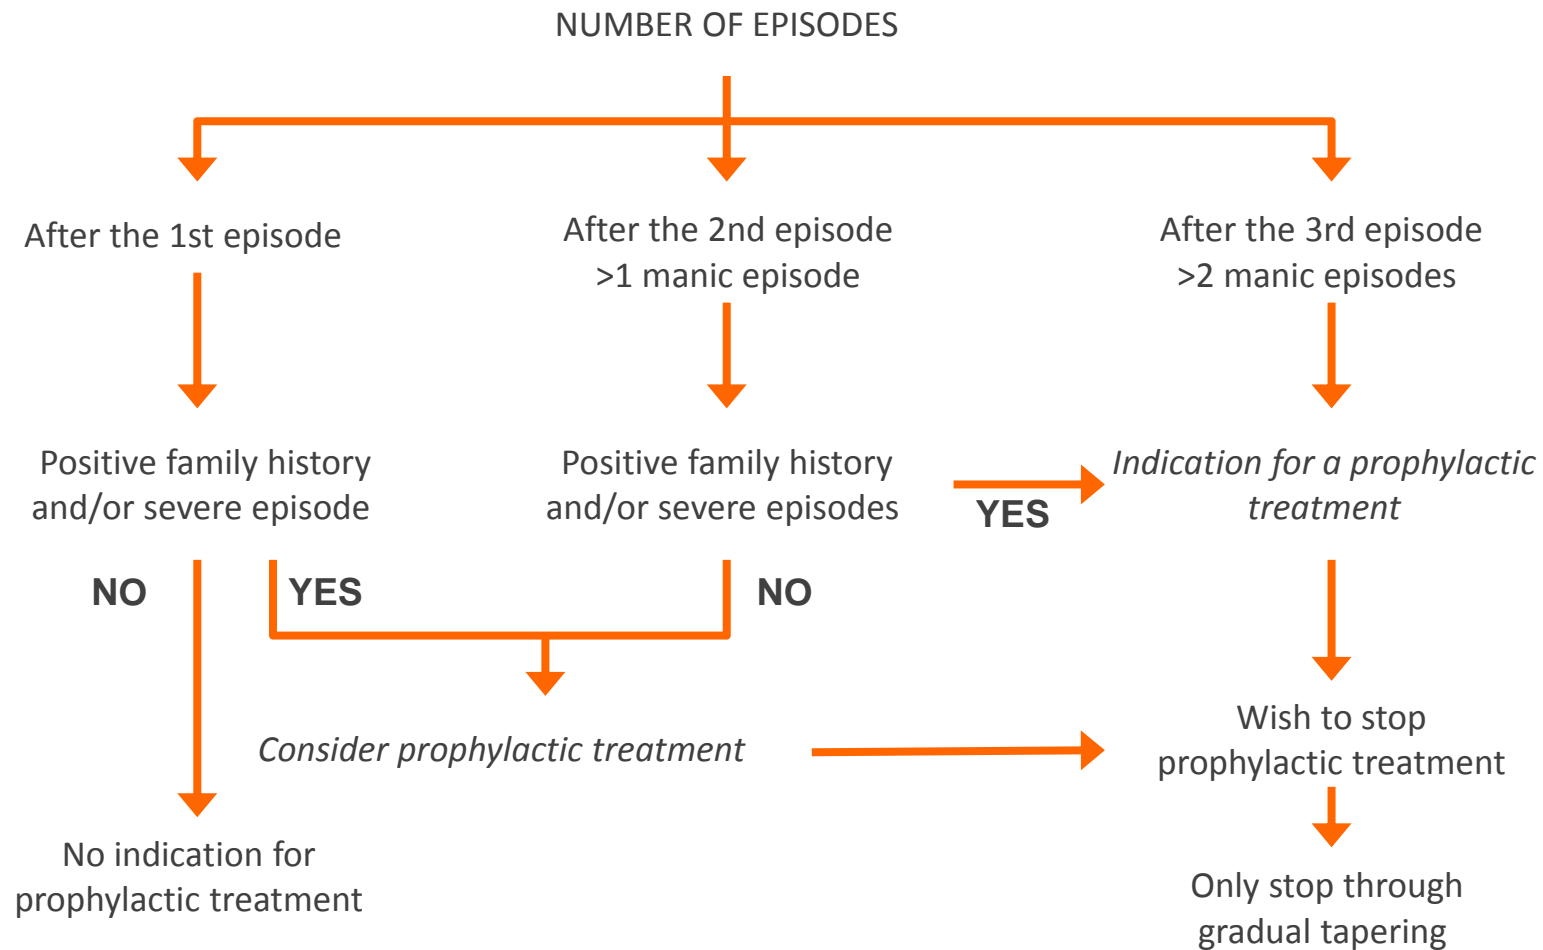 NUMBER OF EPISODES
After the 1st episode
After the 2nd episode
>1 manic episode
After the 3rd episode
>2 manic episodes
Positive family history
and/or severe episode
Positive family history
and/or severe episodes
YES
Indication for a prophylactic
treatment
NO
YES
NO
Consider prophylactic treatment
Wish to stop
prophylactic treatment
No indication for
prophylactic treatment
Only stop through
gradual tapering